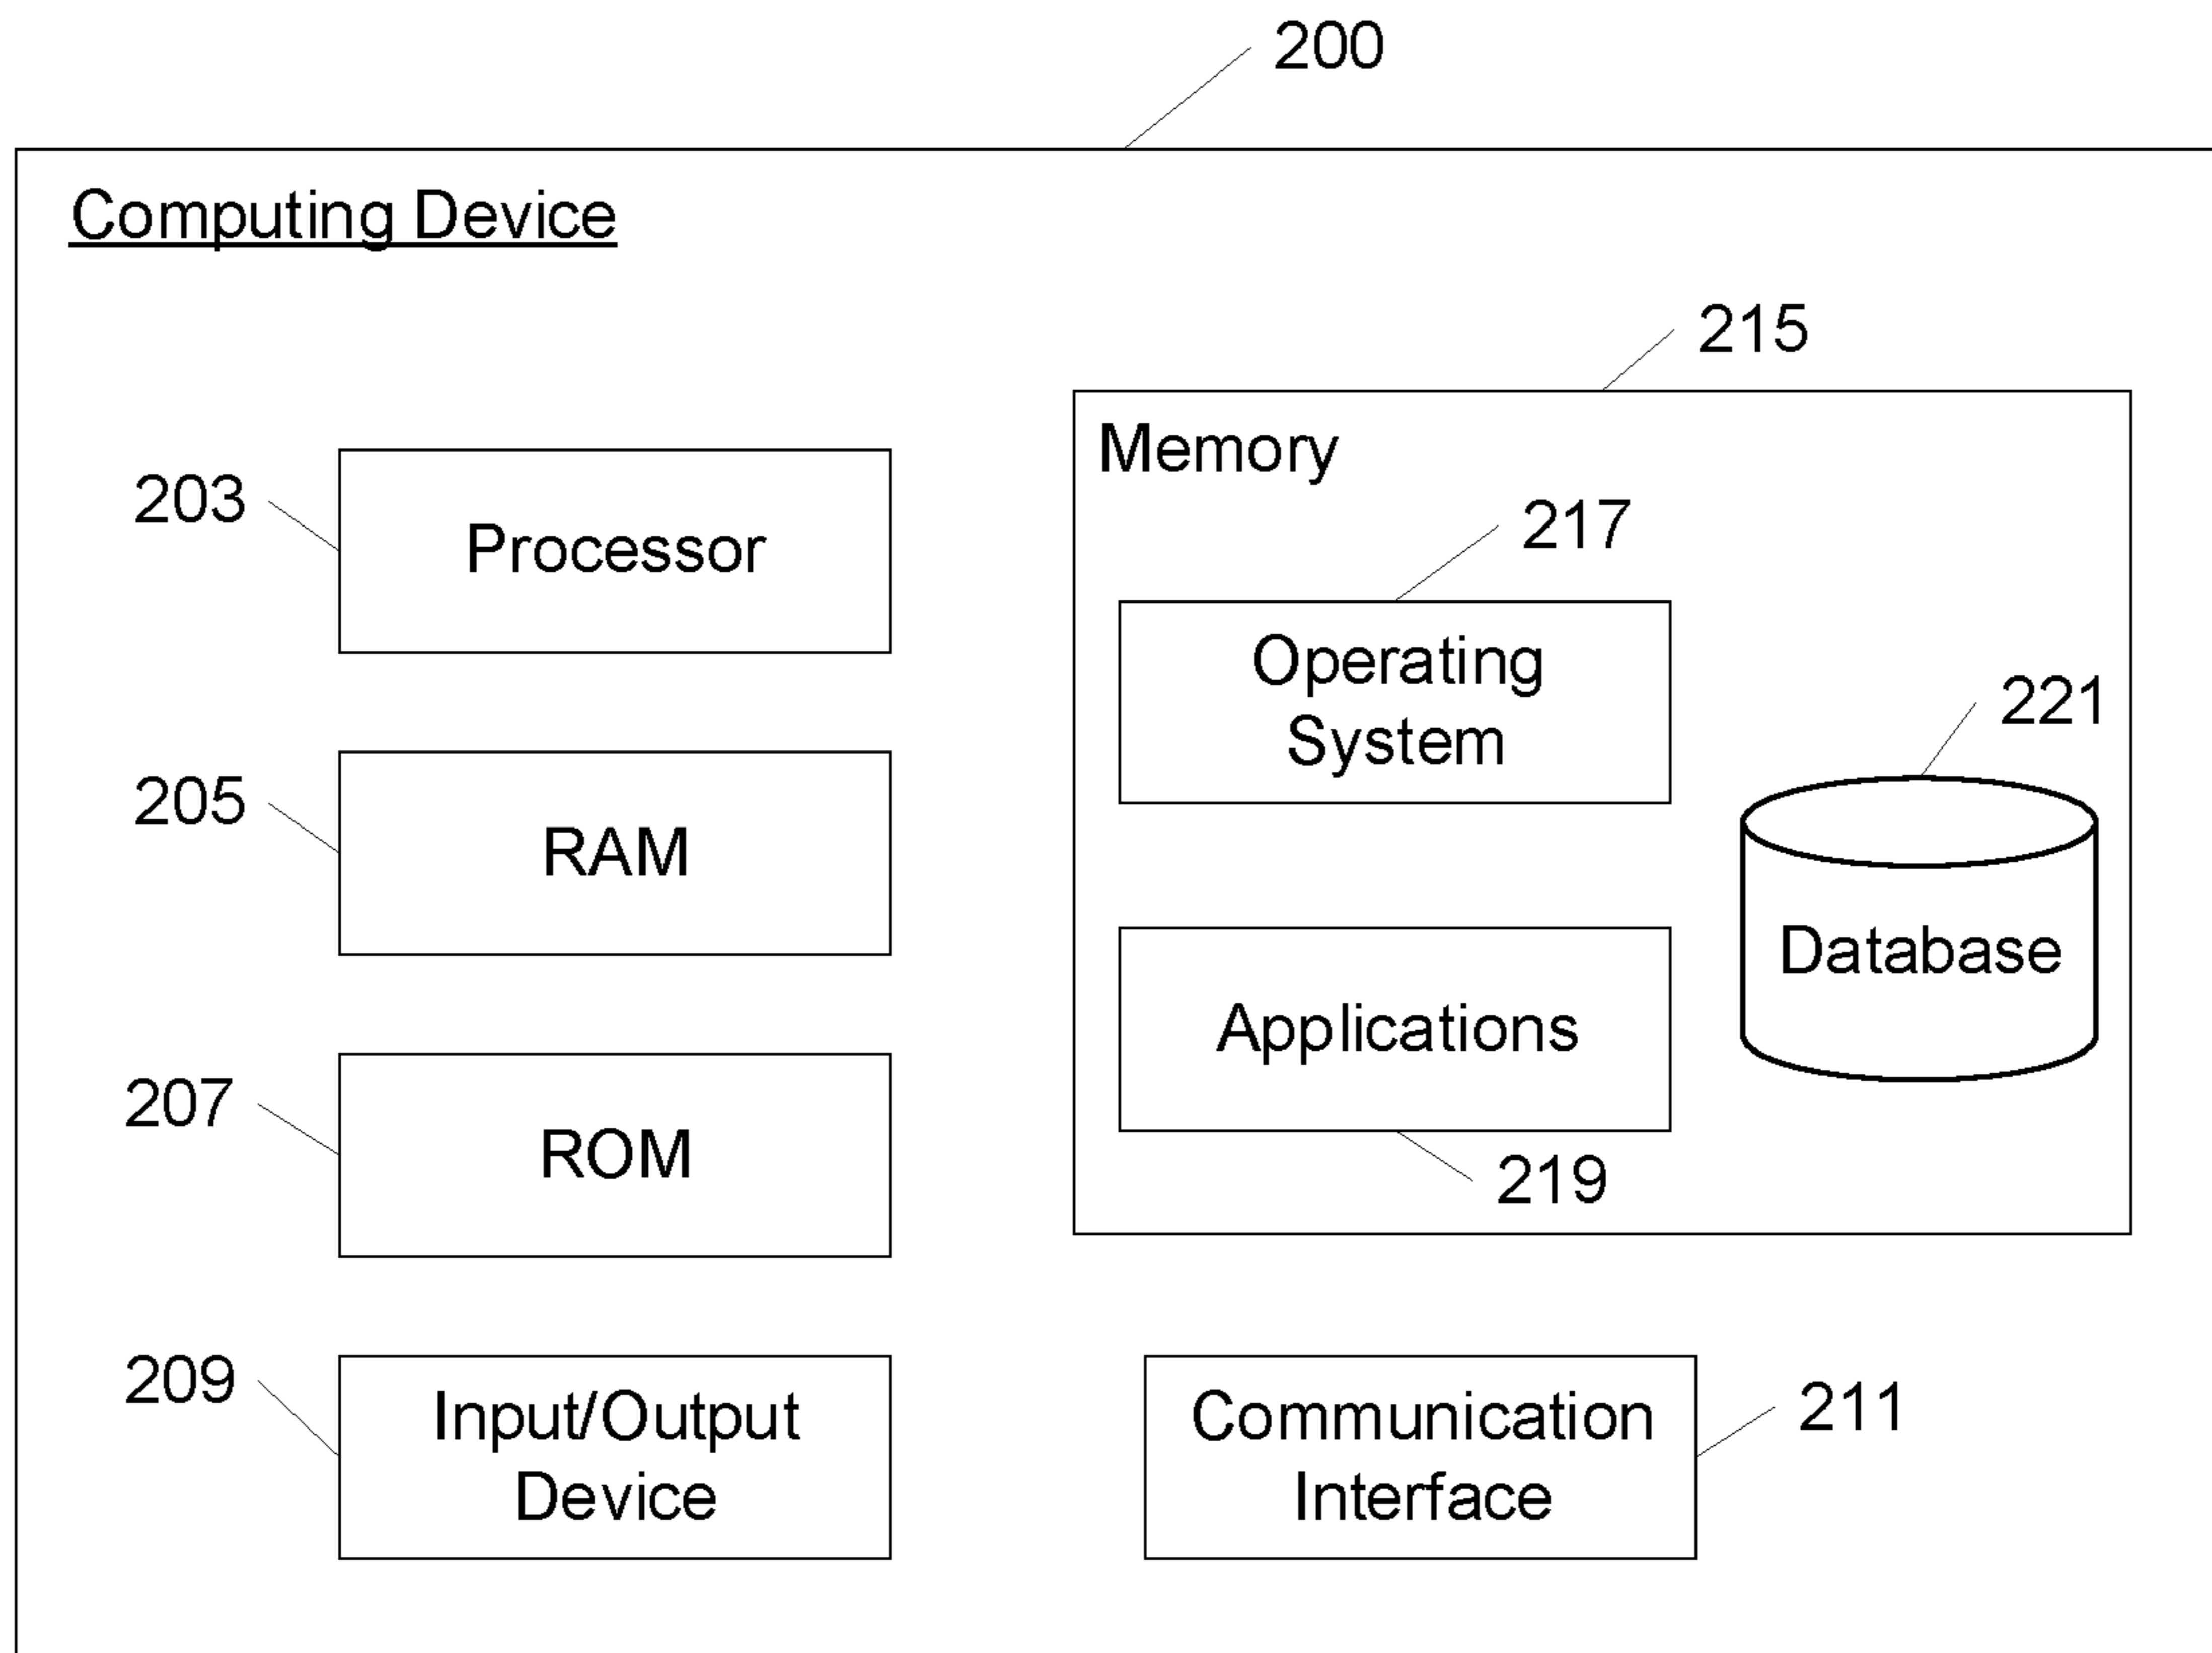 200
Computing Device
215
Memory
203
Processor
217
Operating
System
221
205
RAM
Database
Applications
207
ROM
219
209
Input/Output
Device
Communication
Interface
211